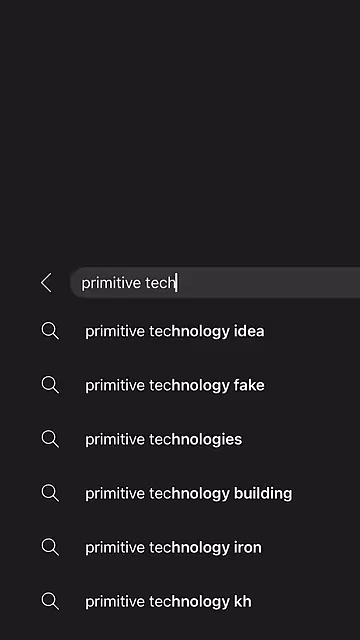 primitive tech
primitive technology idea
primitive technology fake
primitive technologies
primitive technology building
primitive technology iron
primitive technology kh